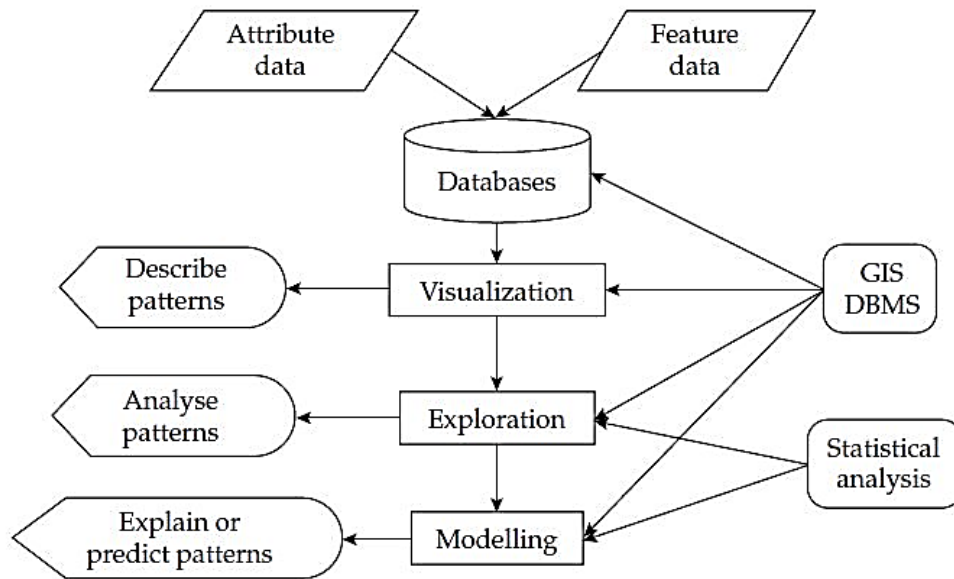 Attribute
data
Feature
data
Databases
Describe
patterns
Visualization
GIS
DBMS
Analyse
patterns
Exploration
Statistical
analysis
Explain or
predict patterns
Modelling